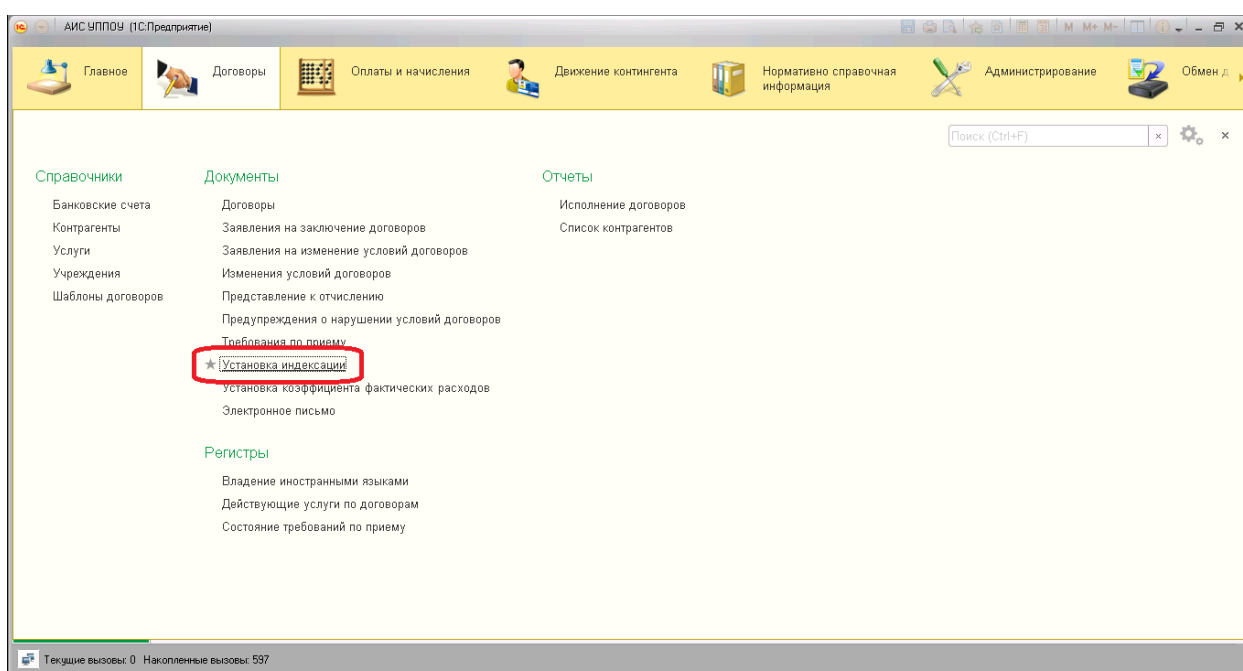 АИС УППОУ (1С:Предприятие)
M M+ M-
Главное
Договоры
Оплаты и начисления
Движение контингента
Нормативно справочная
информация
Администрирование
Обмен д
Поиск (Ctrl+F)
Справочники
Банковские счета
Контрагенты
Услуги
Учреждения
Шаблоны договоров
Документы
Договоры
Заявления на заключение договоров
Заявления на изменение условий договоров
Изменения условий договоров
Представление к отчислению
Предупреждения о нарушении условий договоров
Требования по приему
Установка индексации
Установка коэффициента фактических расходов
Электронное письмо
Регистры
Владение иностранными языками
Действующие услуги по договорам
Состояние требований по приему
Отчеты
Исполнение договоров
Список контрагентов
Текущие вызовы: 0 Накопленные вызовы: 597